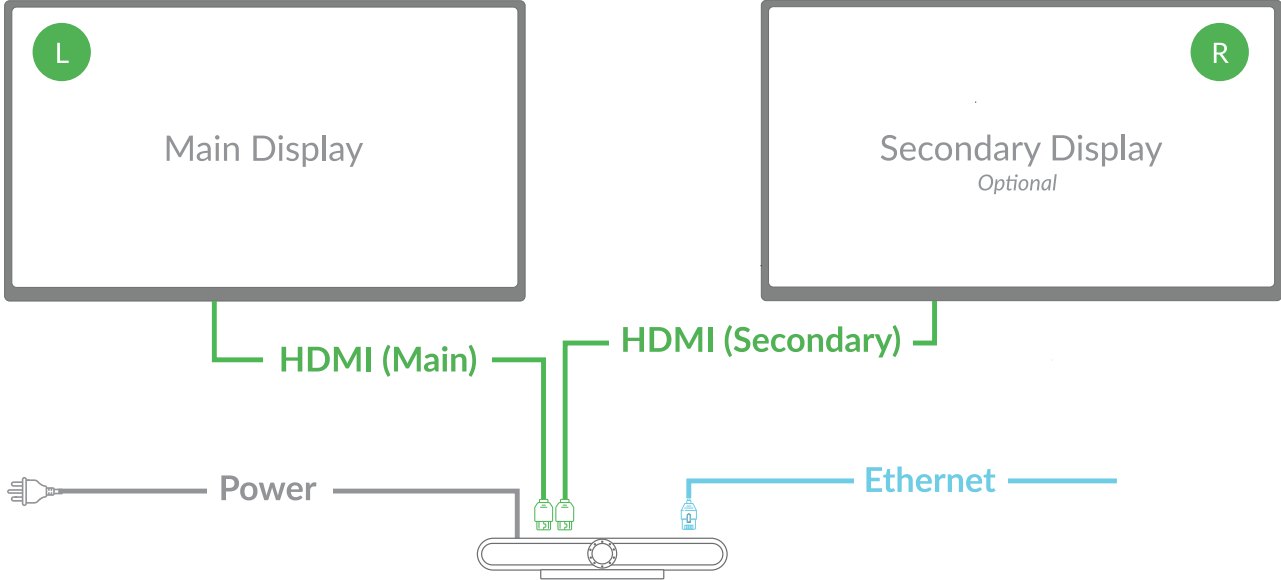 L
R
Main Display
Secondary Display
Optional
HDMI (Main)
HDMI (Secondary)
Power
Ethernet